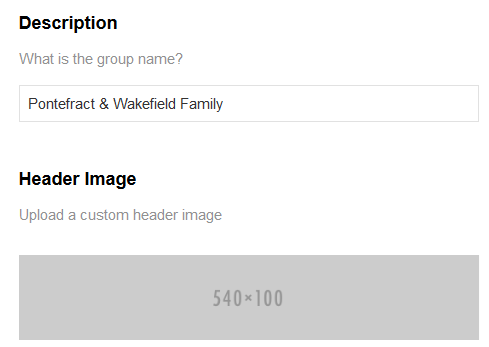 Description
What is the group name?
Pontefract & Wakefield Family
Header Image
Upload a custom header image
540×100